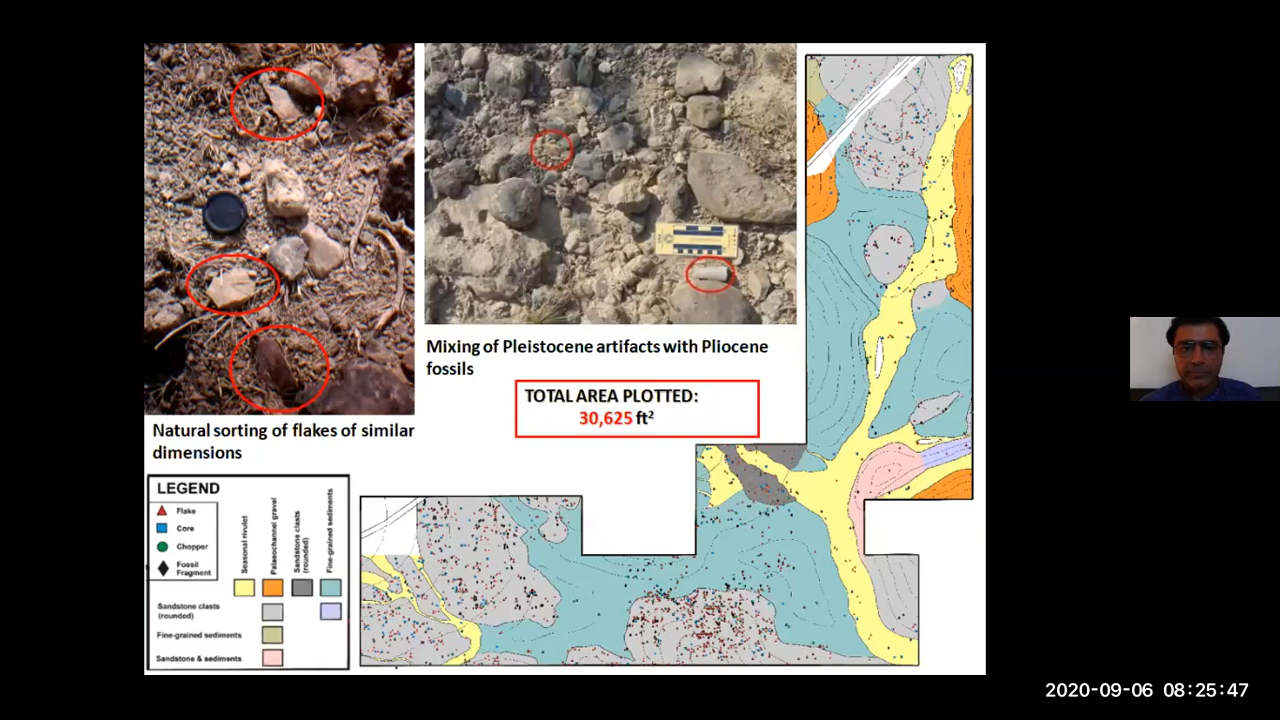 Mixing of Pleistocene artifacts with Pliocene
fossils
TOTAL AREA PLOTTED:
30,625 ft²
Natural sorting of flakes of similar
dimensions
LEGEND
Flake
Core
Chopper
Fossil
Fragment
Seasonal rivulet
Palaeochannel gravel
Sandstone clasts
(rounded)
Fine-grained sediments
Sandstone clasts
(rounded)
Fine-grained sediments
Sandstone & sediments
2020-09-06 08:25:47